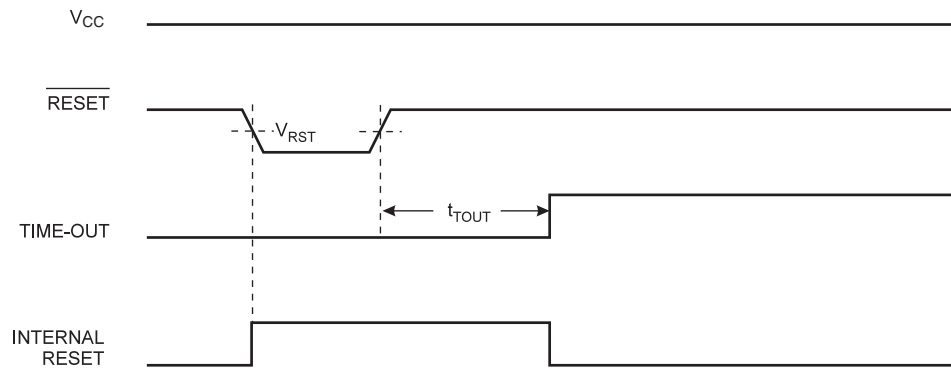 VCC
RESET
VRST
tTOUT
TIME-OUT
INTERNAL
RESET